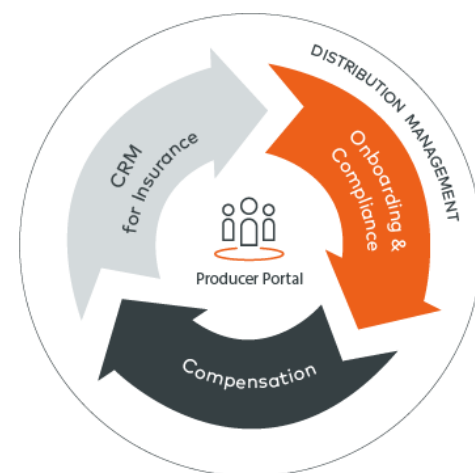 DISTRIBUTION MANAGEMENT
CRM
for Insurance
Onboarding &
Compliance
Producer Portal
Compensation